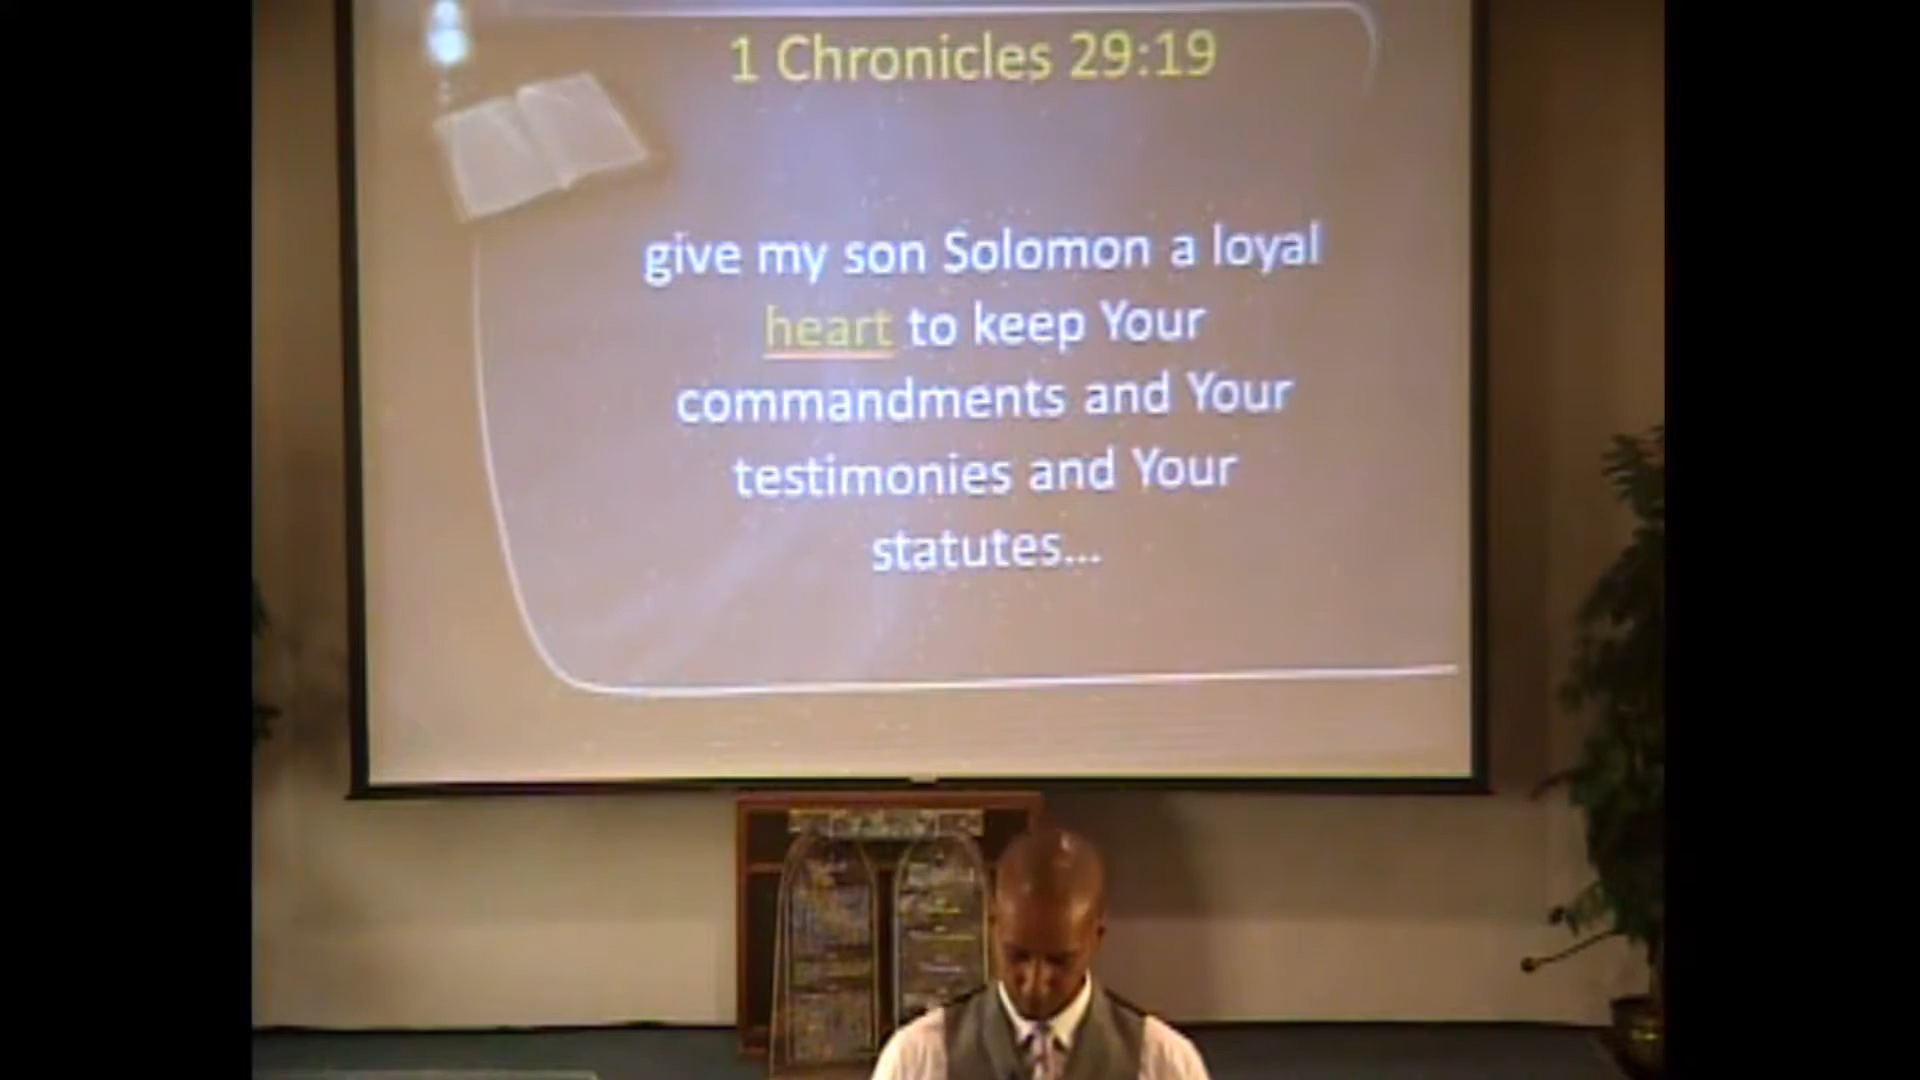 1 Chronicles 29:19
give my son Solomon a loyal
heart to keep Your
commandments and Your
testimonies and Your
statutes...